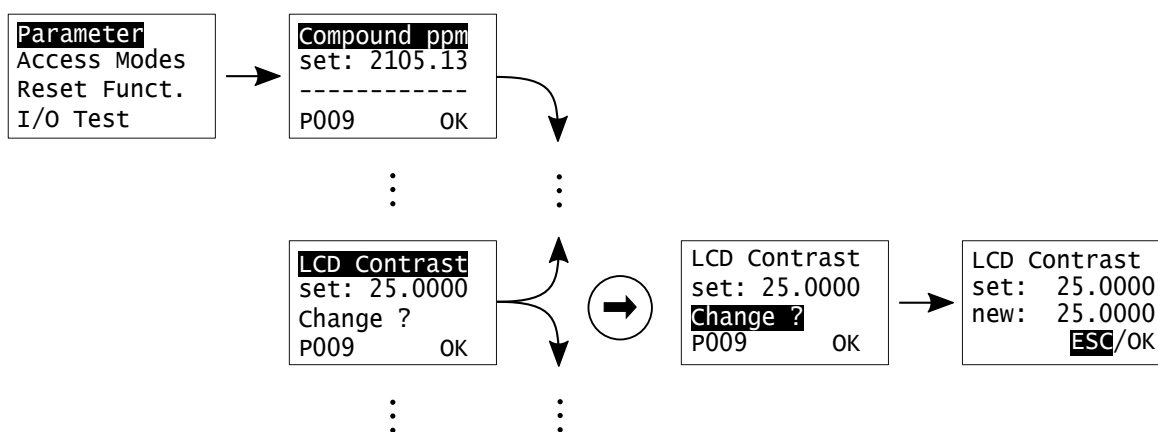 Parameter
Access Modes
Reset Funct.
I/O Test
Compound ppm
set: 2105.13
------------
P009 OK
LCD Contrast
set: 25.0000
Change ?
P009 OK
LCD Contrast
set: 25.0000
Change ?
P009 OK
LCD Contrast
set: 25.0000
new: 25.0000
ESC/OK